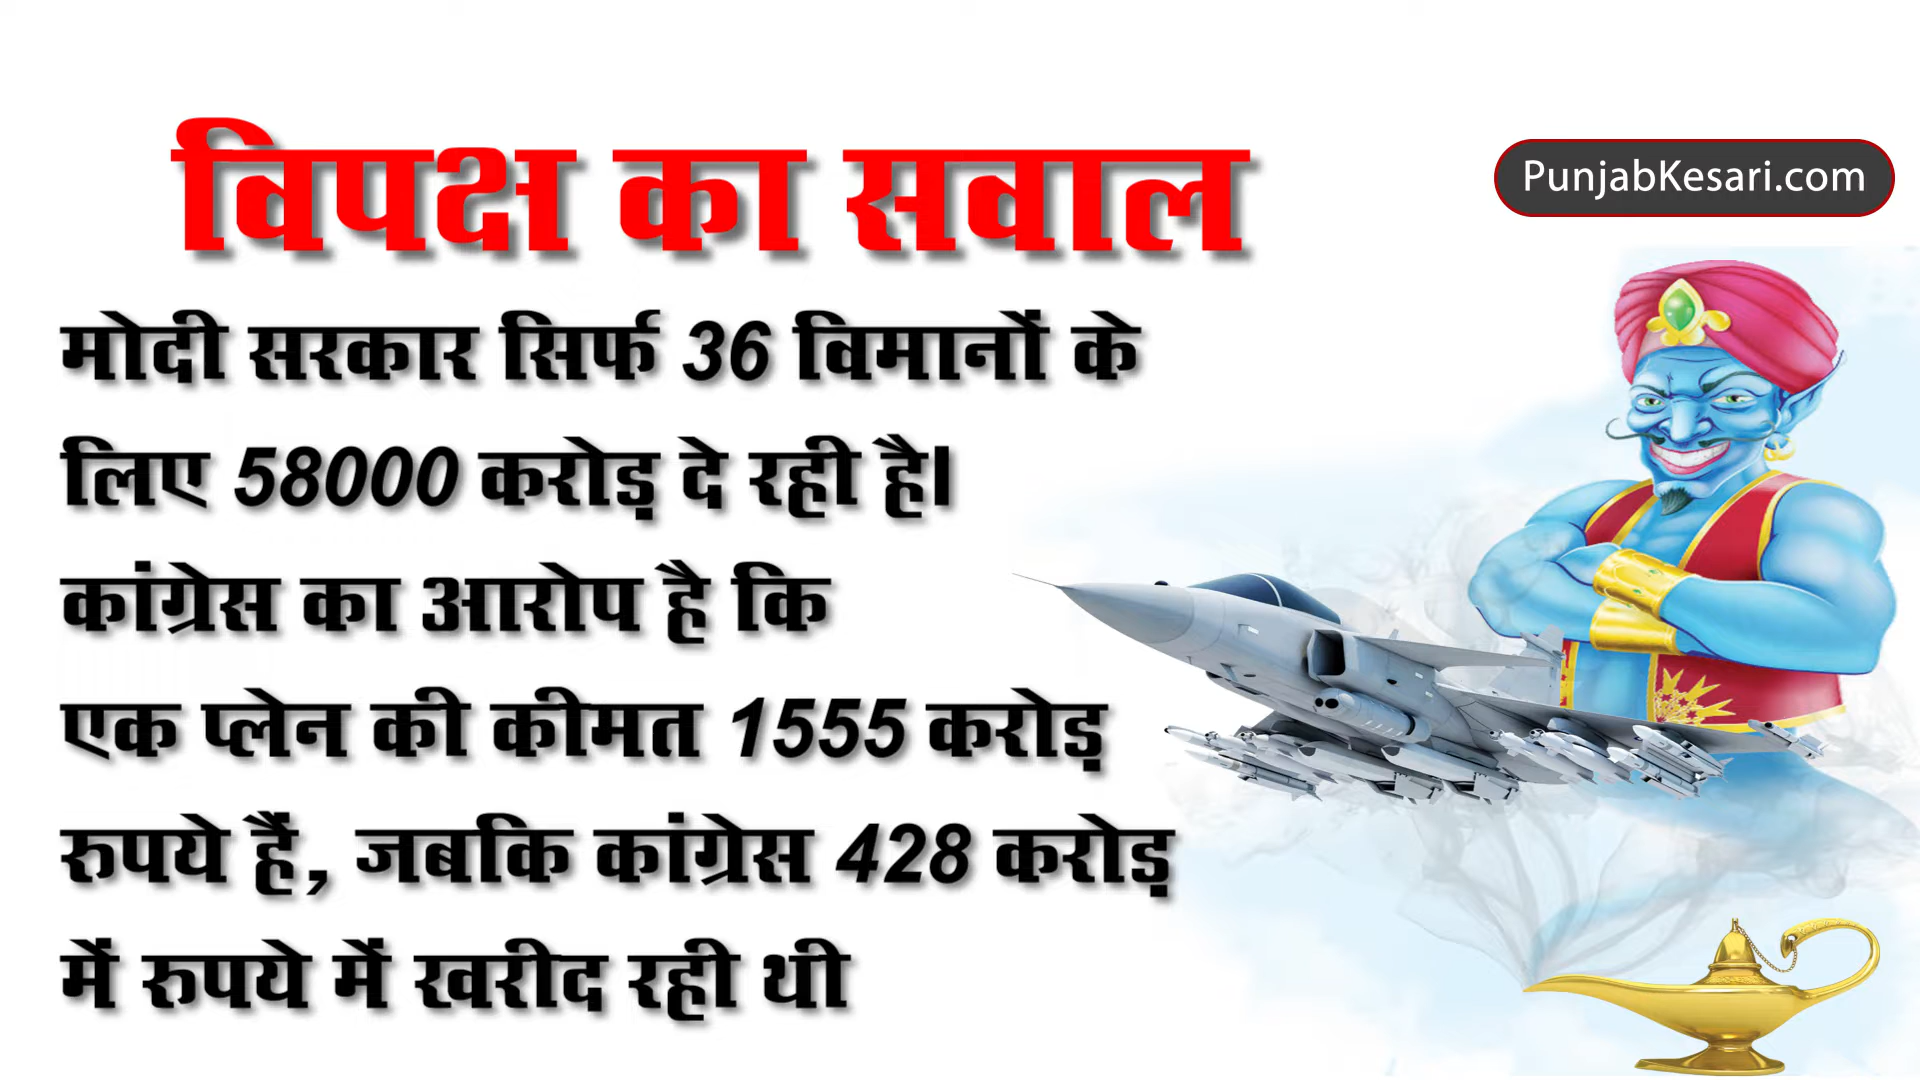 विपक्ष का सवाल
PunjabKesari.com
मोदी सरकार सिर्फ 36 विमानों के
लिए 58000 करोड़ दे रही है।
कांग्रेस का आरोप है कि
एक प्लेन की कीमत 1555 करोड़
रुपये हैं, जबकि कांग्रेस 428 करोड़
में रुपये में खरीद रही थी